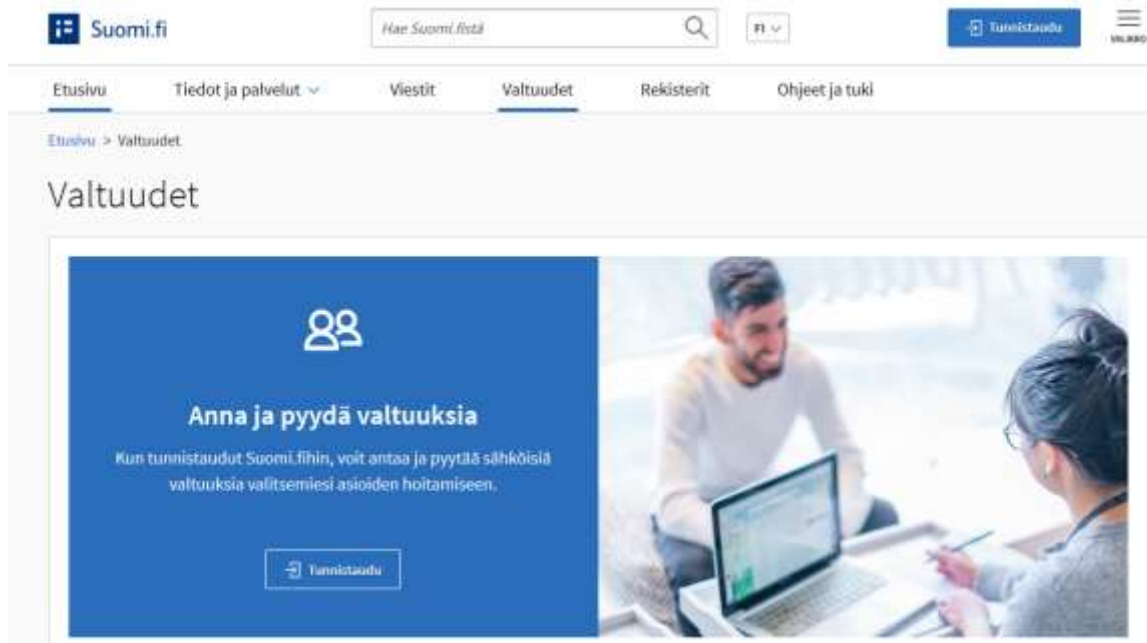 Suomi.fi
Hae Suomi.fistä
FI
Tunnistaudu
VALIKKO
Etusivu
Tiedot ja palvelut
Viestit
Valtuudet
Rekisterit
Ohjeet ja tuki
Etusivu > Valtuudet
Valtuudet
Anna ja pyydä valtuuksia
Kun tunnistaudut Suomi.fihin, voit antaa ja pyytää sähköisiä
valtuuksia valitsemiesi asioiden hoitamiseen.
Tunnistaudu